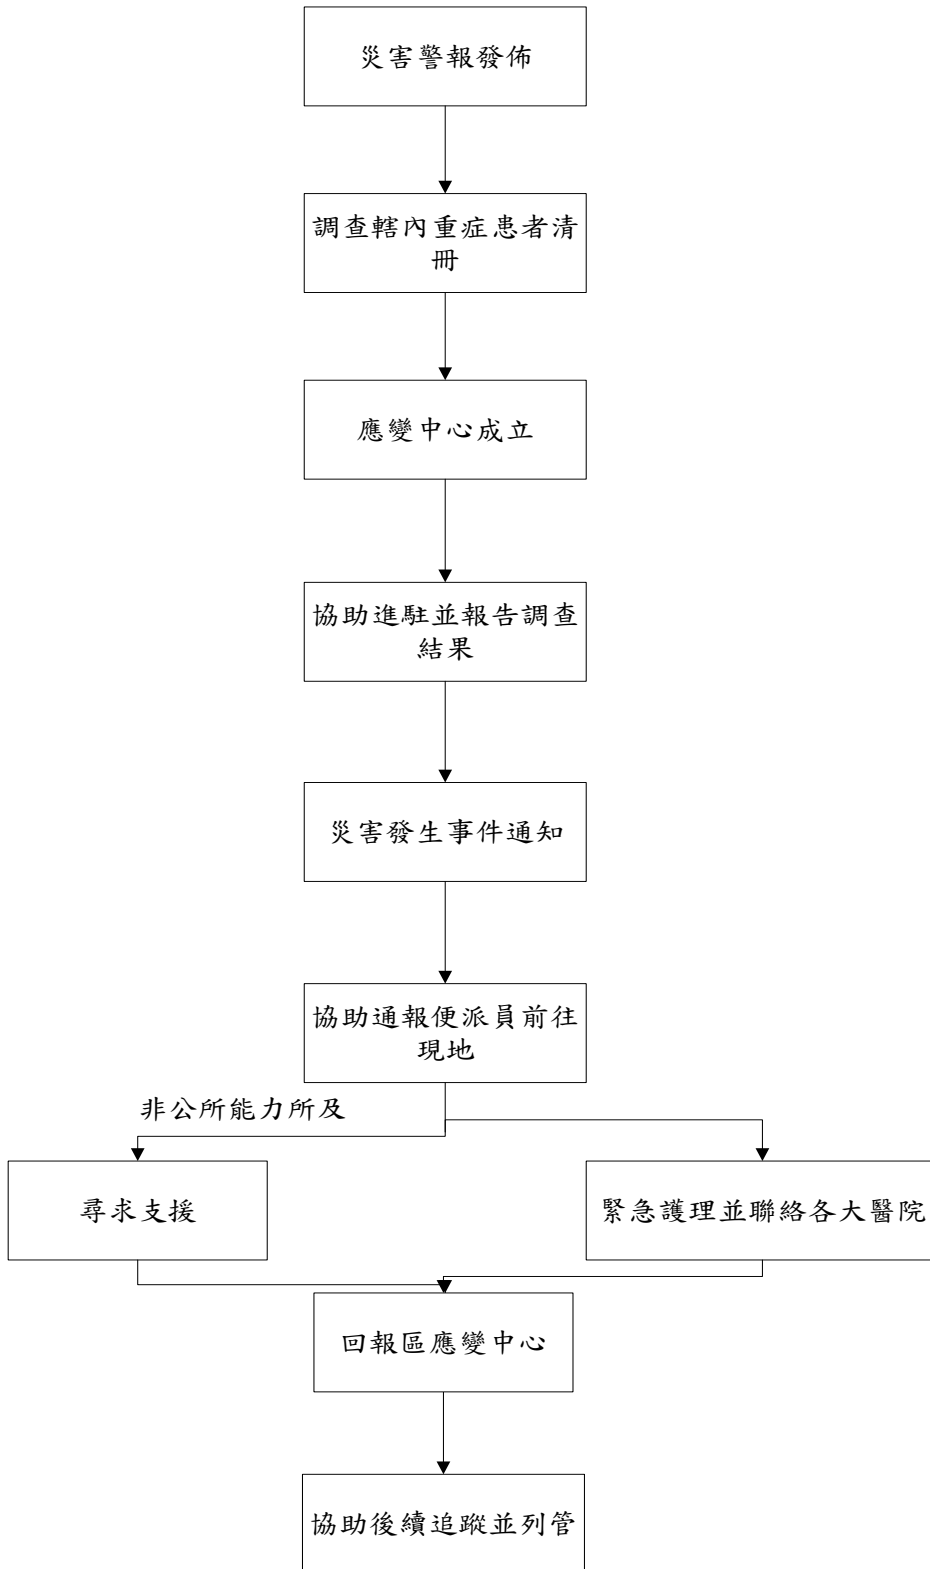 災害警報發佈
調查轄內重症患者清
冊
應變中心成立
協助進駐並報告調查
結果
災害發生事件通知
協助通報便派員前往
現地
非公所能力所及
尋求支援
緊急護理並聯絡各大醫院
回報區應變中心
協助後續追蹤並列管